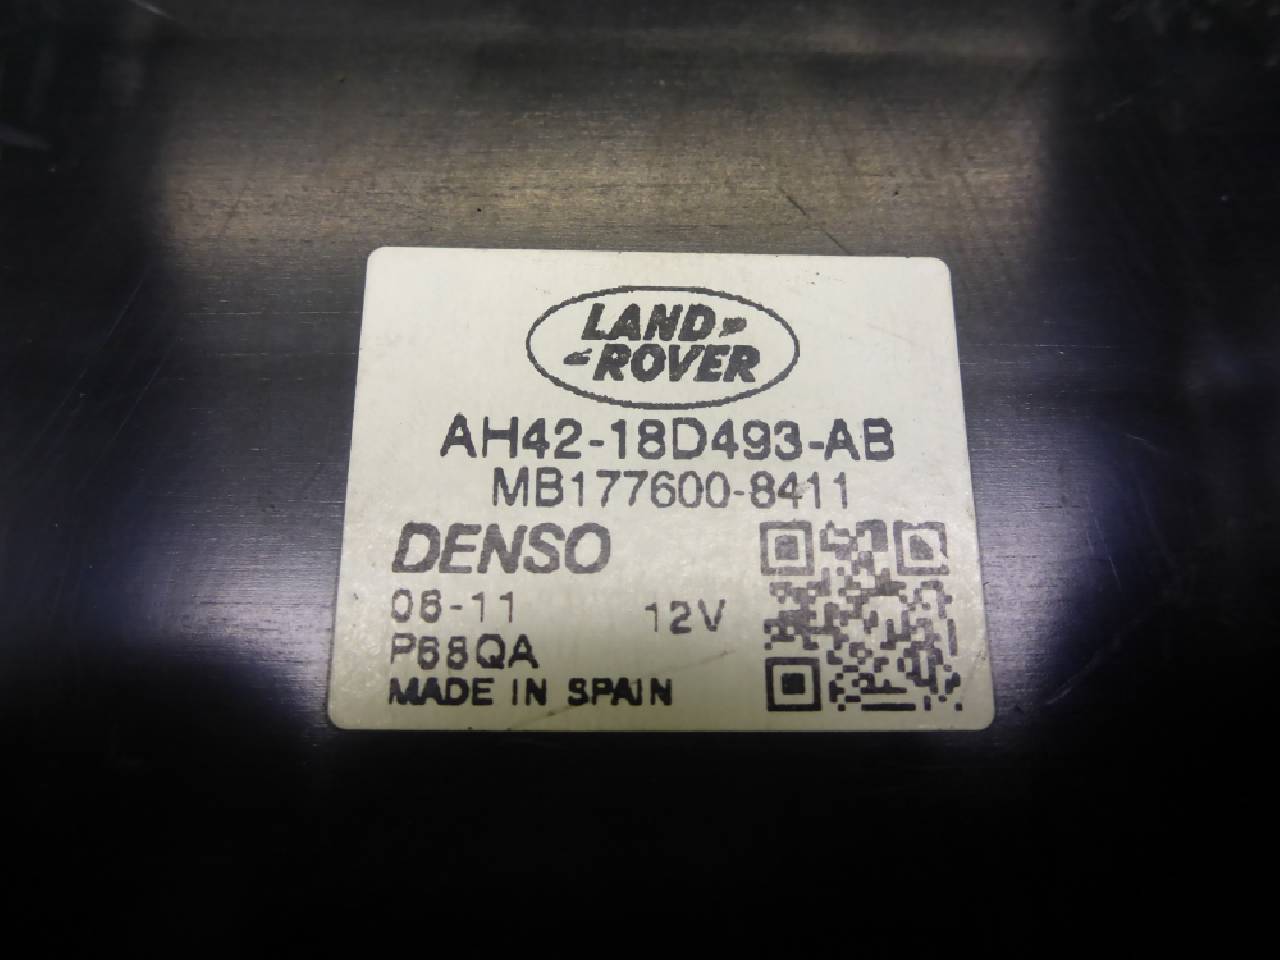 LAND
ROVER
AH42-18D493-AB
MB177600-8411
DENSO
06-11
12V
P68QA
MADE IN SPAIN